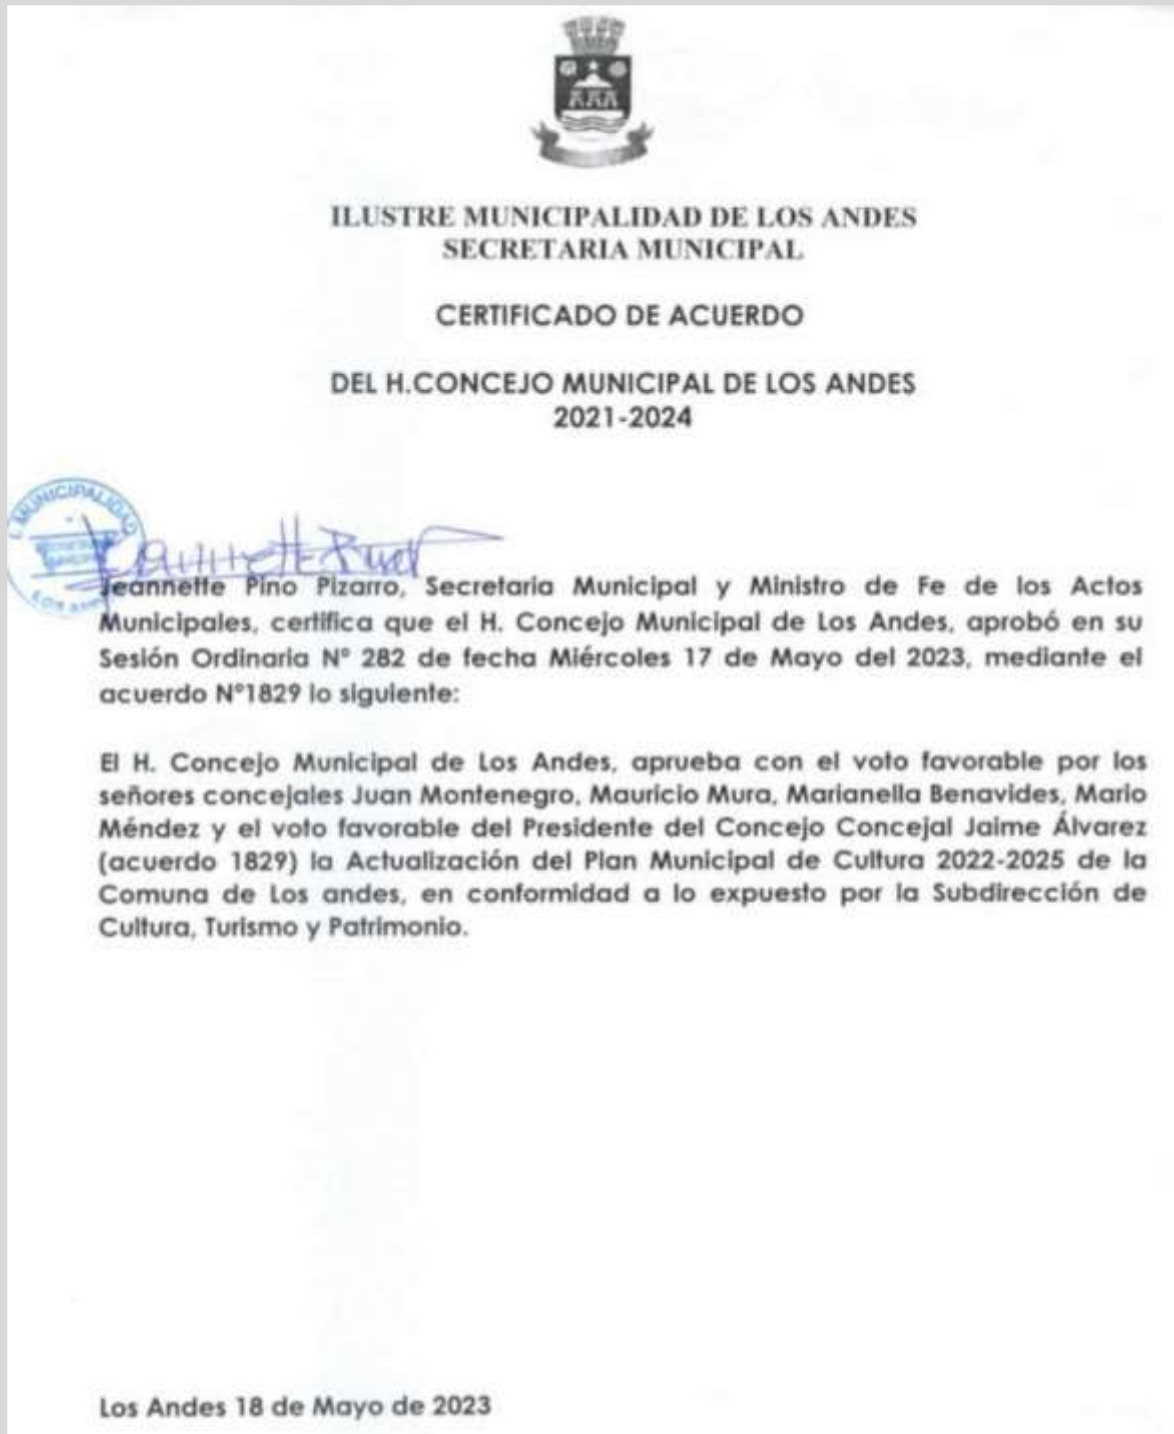 ILUSTRE MUNICIPALIDAD DE LOS ANDES
SECRETARIA MUNICIPAL
CERTIFICADO DE ACUERDO
DEL H.CONCEJO MUNICIPAL DE LOS ANDES
2021-2024
I. MUNICIPALIDAD
LOS ANDES
Jeannette Pino Pizarro, Secretaria Municipal y Ministro de Fe de los Actos
Municipales, certifica que el H. Concejo Municipal de Los Andes, aprobó en su
Sesión Ordinaria Nº 282 de fecha Miércoles 17 de Mayo del 2023, mediante el
acuerdo Nº1829 lo siguiente:
El H. Concejo Municipal de Los Andes, aprueba con el voto favorable por los
señores concejales Juan Montenegro, Mauricio Mura, Marianella Benavides, Mario
Méndez y el voto favorable del Presidente del Concejo Concejal Jaime Álvarez
(acuerdo 1829) la Actualización del Plan Municipal de Cultura 2022-2025 de la
Comuna de Los andes, en conformidad a lo expuesto por la Subdirección de
Cultura, Turismo y Patrimonio.
Los Andes 18 de Mayo de 2023